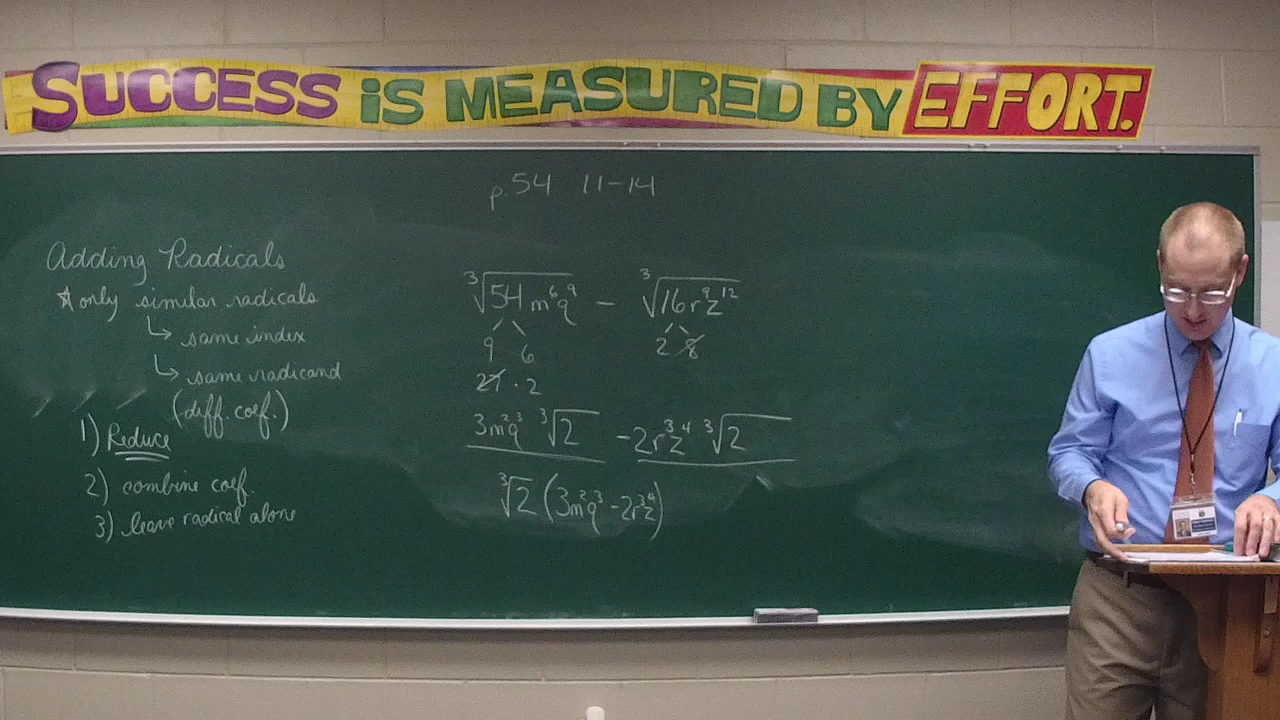 SUCCESS IS MEASURED BY EFFORT.
p. 54 11-14
Adding Radicals
* only similar radicals
↳ same index
↳ same radicand
(diff. coef.)
1) Reduce
2) combine coef.
3) leave radical alone
∛54m⁶q⁹ − ∛16r⁹z¹²
9 6 2 8
27 · 2
3m²q³ ∛2 −2r³z⁴ ∛2
∛2 (3m²q³ − 2r³z⁴)